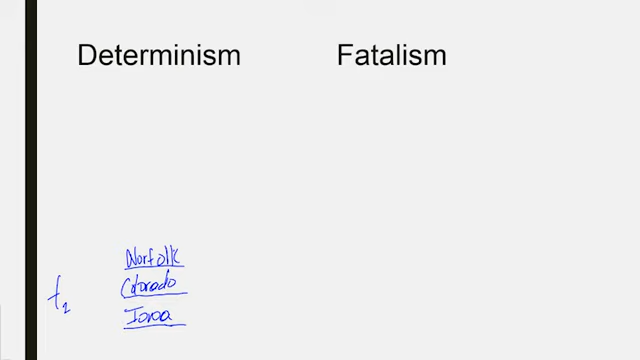 Determinism Fatalism
Norfolk
Colorado
t2
Iowa